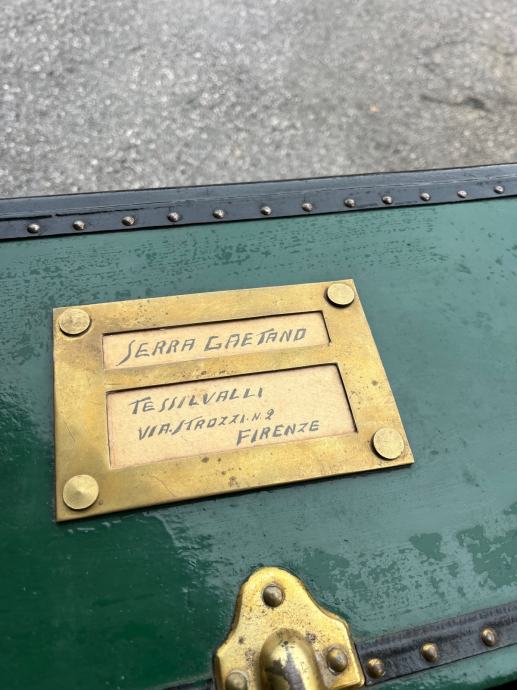 SERRA GAETANO
TESSILVALLI
VIA.STROZZI.N.2
FIRENZE